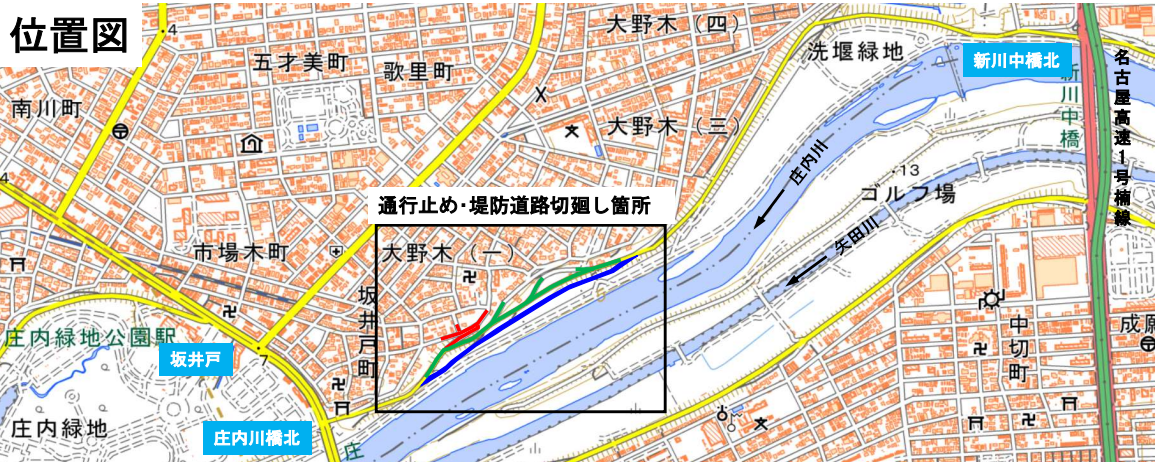 位置図
4
大野木(四)
洗堰緑地
新川中橋北
五才美町
歌里町
南川町
大野木(三)
新川中橋
名古屋高速1号楠線
庄内川
13
ゴルフ場
4
通行止め・堤防道路切廻し箇所
矢田川
市場木町
大野木(一)
坂井戸町
庄内緑地公園駅
坂井戸
7
中切町
成願
庄内緑地
庄内川橋北
庄